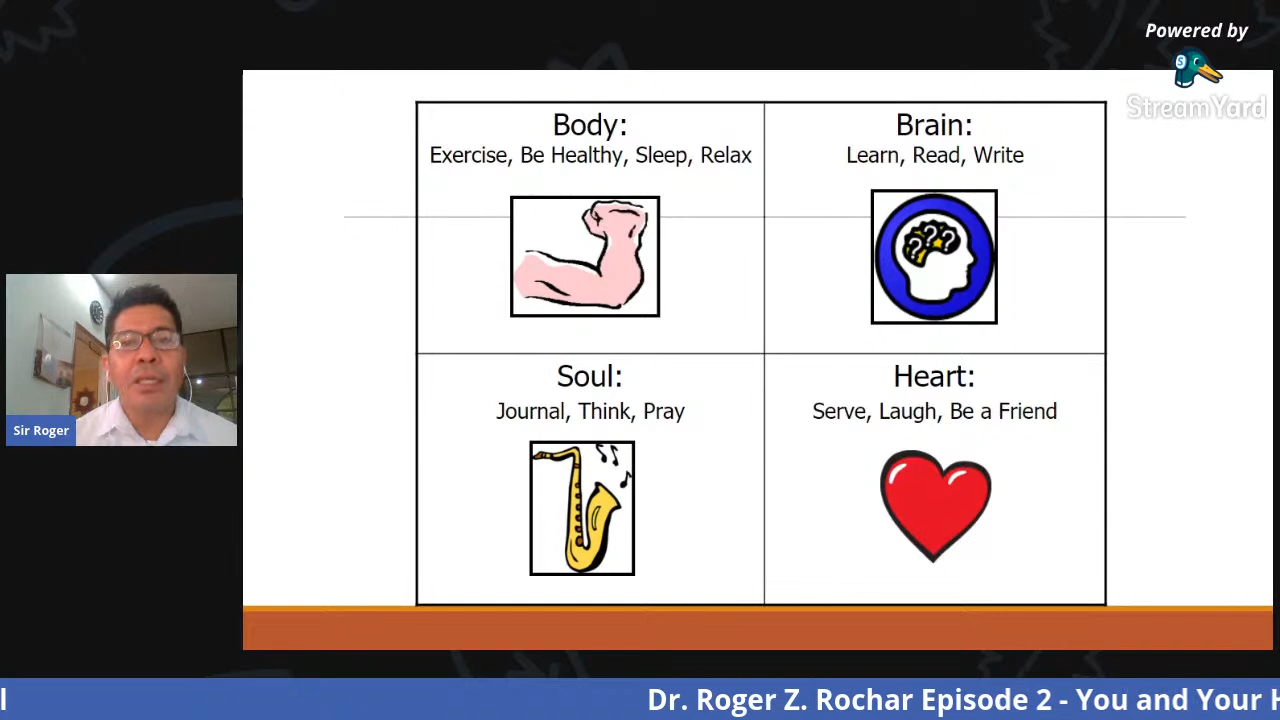 Powered by
StreamYard
Body:
Exercise, Be Healthy, Sleep, Relax
Brain:
Learn, Read, Write
Soul:
Journal, Think, Pray
Heart:
Serve, Laugh, Be a Friend
Sir Roger
l
Dr. Roger Z. Rochar Episode 2 - You and Your H